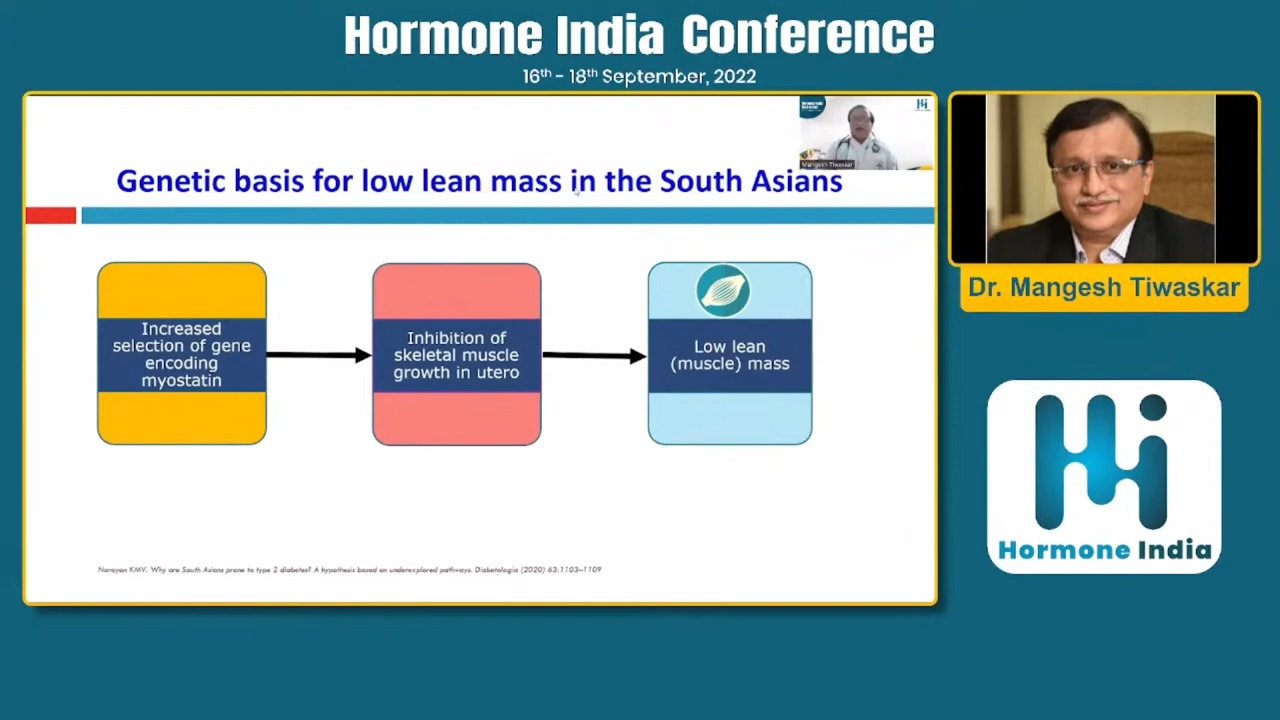 Hormone India Conference
16th - 18th September, 2022
Mangesh Tiwaskar
Genetic basis for low lean mass in the South Asians
Increased
selection of gene
encoding
myostatin
Inhibition of
skeletal muscle
growth in utero
Low lean
(muscle) mass
Narayan KMV, Why are South Asians prone to type 2 diabetes? A hypothesis based on underexplored pathways. Diabetologia (2020) 63:1103–1109
Dr. Mangesh Tiwaskar
Hi
Hormone India